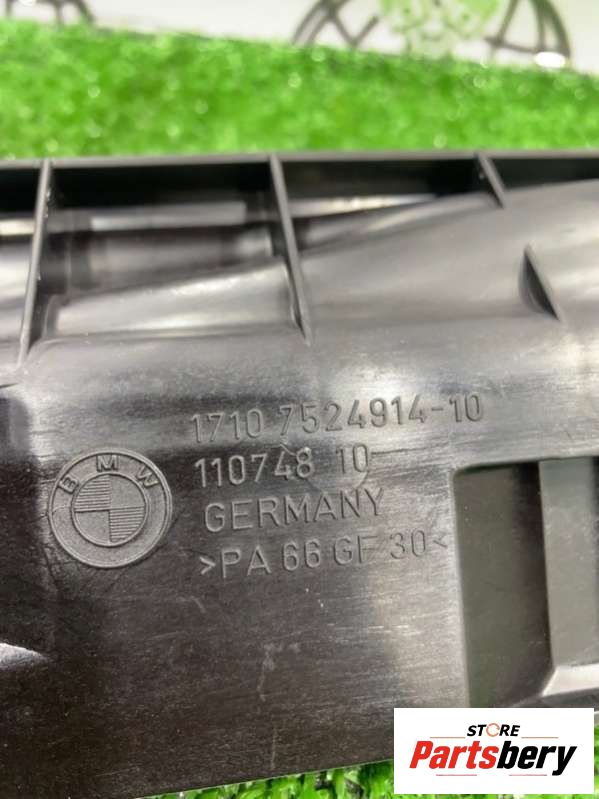 1710 7524914-10
110748 10
GERMANY
>PA 66 GF 30<
BMW
STORE
Partsbery